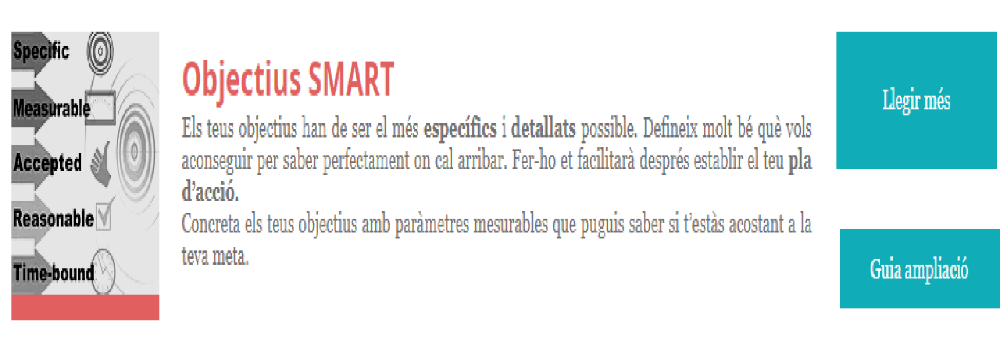 Specific
Measurable
Accepted
Reasonable
Time-bound
Objectius SMART
Els teus objectius han de ser el més específics i detallats possible. Defineix molt bé què vols
aconseguir per saber perfectament on cal arribar. Fer-ho et facilitarà després establir el teu pla
d’acció.
Concreta els teus objectius amb paràmetres mesurables que puguis saber si t’estàs acostant a la
teva meta.
Llegir més
Guia ampliació